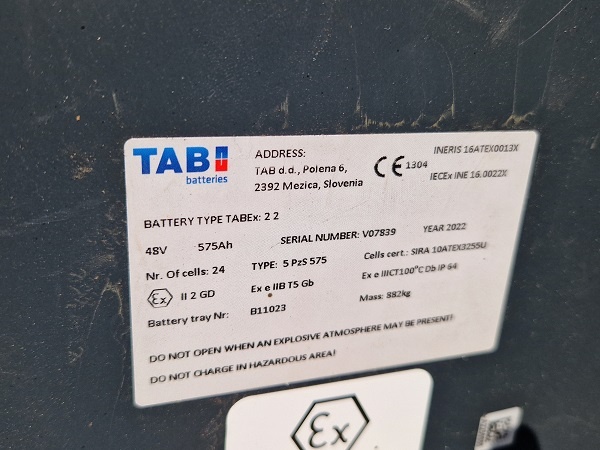 TAB
batteries
ADDRESS:
TAB d.d., Polena 6,
2392 Mezica, Slovenia
CE 1304
INERIS 16ATEX0013X
IECEx INE 16.0022X
BATTERY TYPE TABEx: 2 2
48V 575Ah SERIAL NUMBER: V07839 YEAR 2022
Nr. Of cells: 24 TYPE: 5 PzS 575 Cells cert.: SIRA 10ATEX3255U
Ex II 2 GD Ex e IIB T5 Gb Ex e IIICT100°C Db IP 64
Battery tray Nr: B11023 Mass: 882kg
DO NOT OPEN WHEN AN EXPLOSIVE ATMOSPHERE MAY BE PRESENT!
DO NOT CHARGE IN HAZARDOUS AREA!
Ex